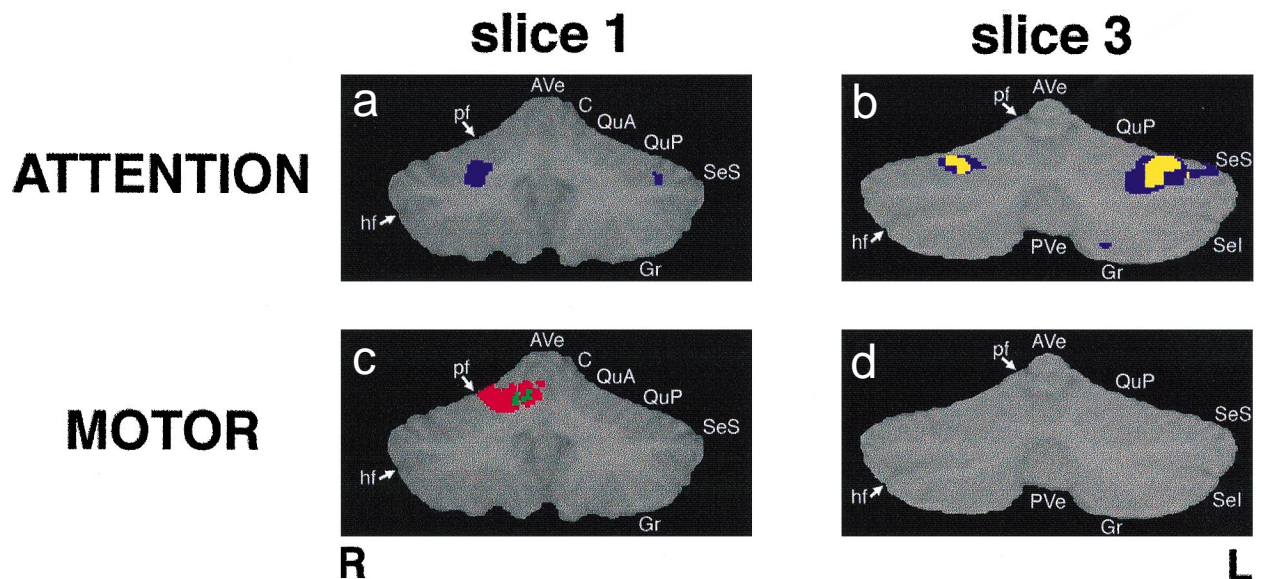 slice 1
slice 3
ATTENTION
a
AVe
C
QuA
QuP
SeS
pf
hf
Gr
b
AVe
pf
QuP
SeS
hf
PVe
SeI
Gr
MOTOR
c
AVe
C
QuA
QuP
SeS
pf
hf
Gr
d
AVe
pf
QuP
SeS
hf
PVe
SeI
Gr
R
L